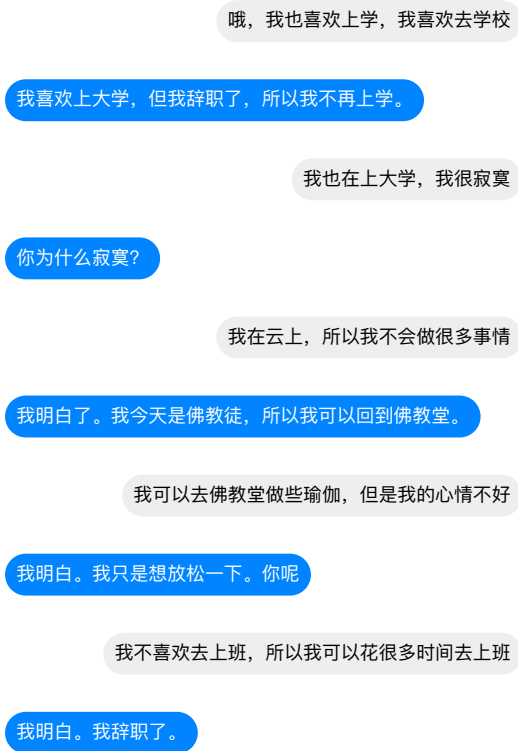 哦，我也喜欢上学，我喜欢去学校
我喜欢上大学，但我辞职了，所以我不再上学。
我也在上大学，我很寂寞
你为什么寂寞？
我在云上，所以我不会做很多事情
我明白了。我今天是佛教徒，所以我可以回到佛教堂。
我可以去佛教堂做些瑜伽，但是我的心情不好
我明白。我只是想放松一下。你呢
我不喜欢去上班，所以我可以花很多时间去上班
我明白。我辞职了。